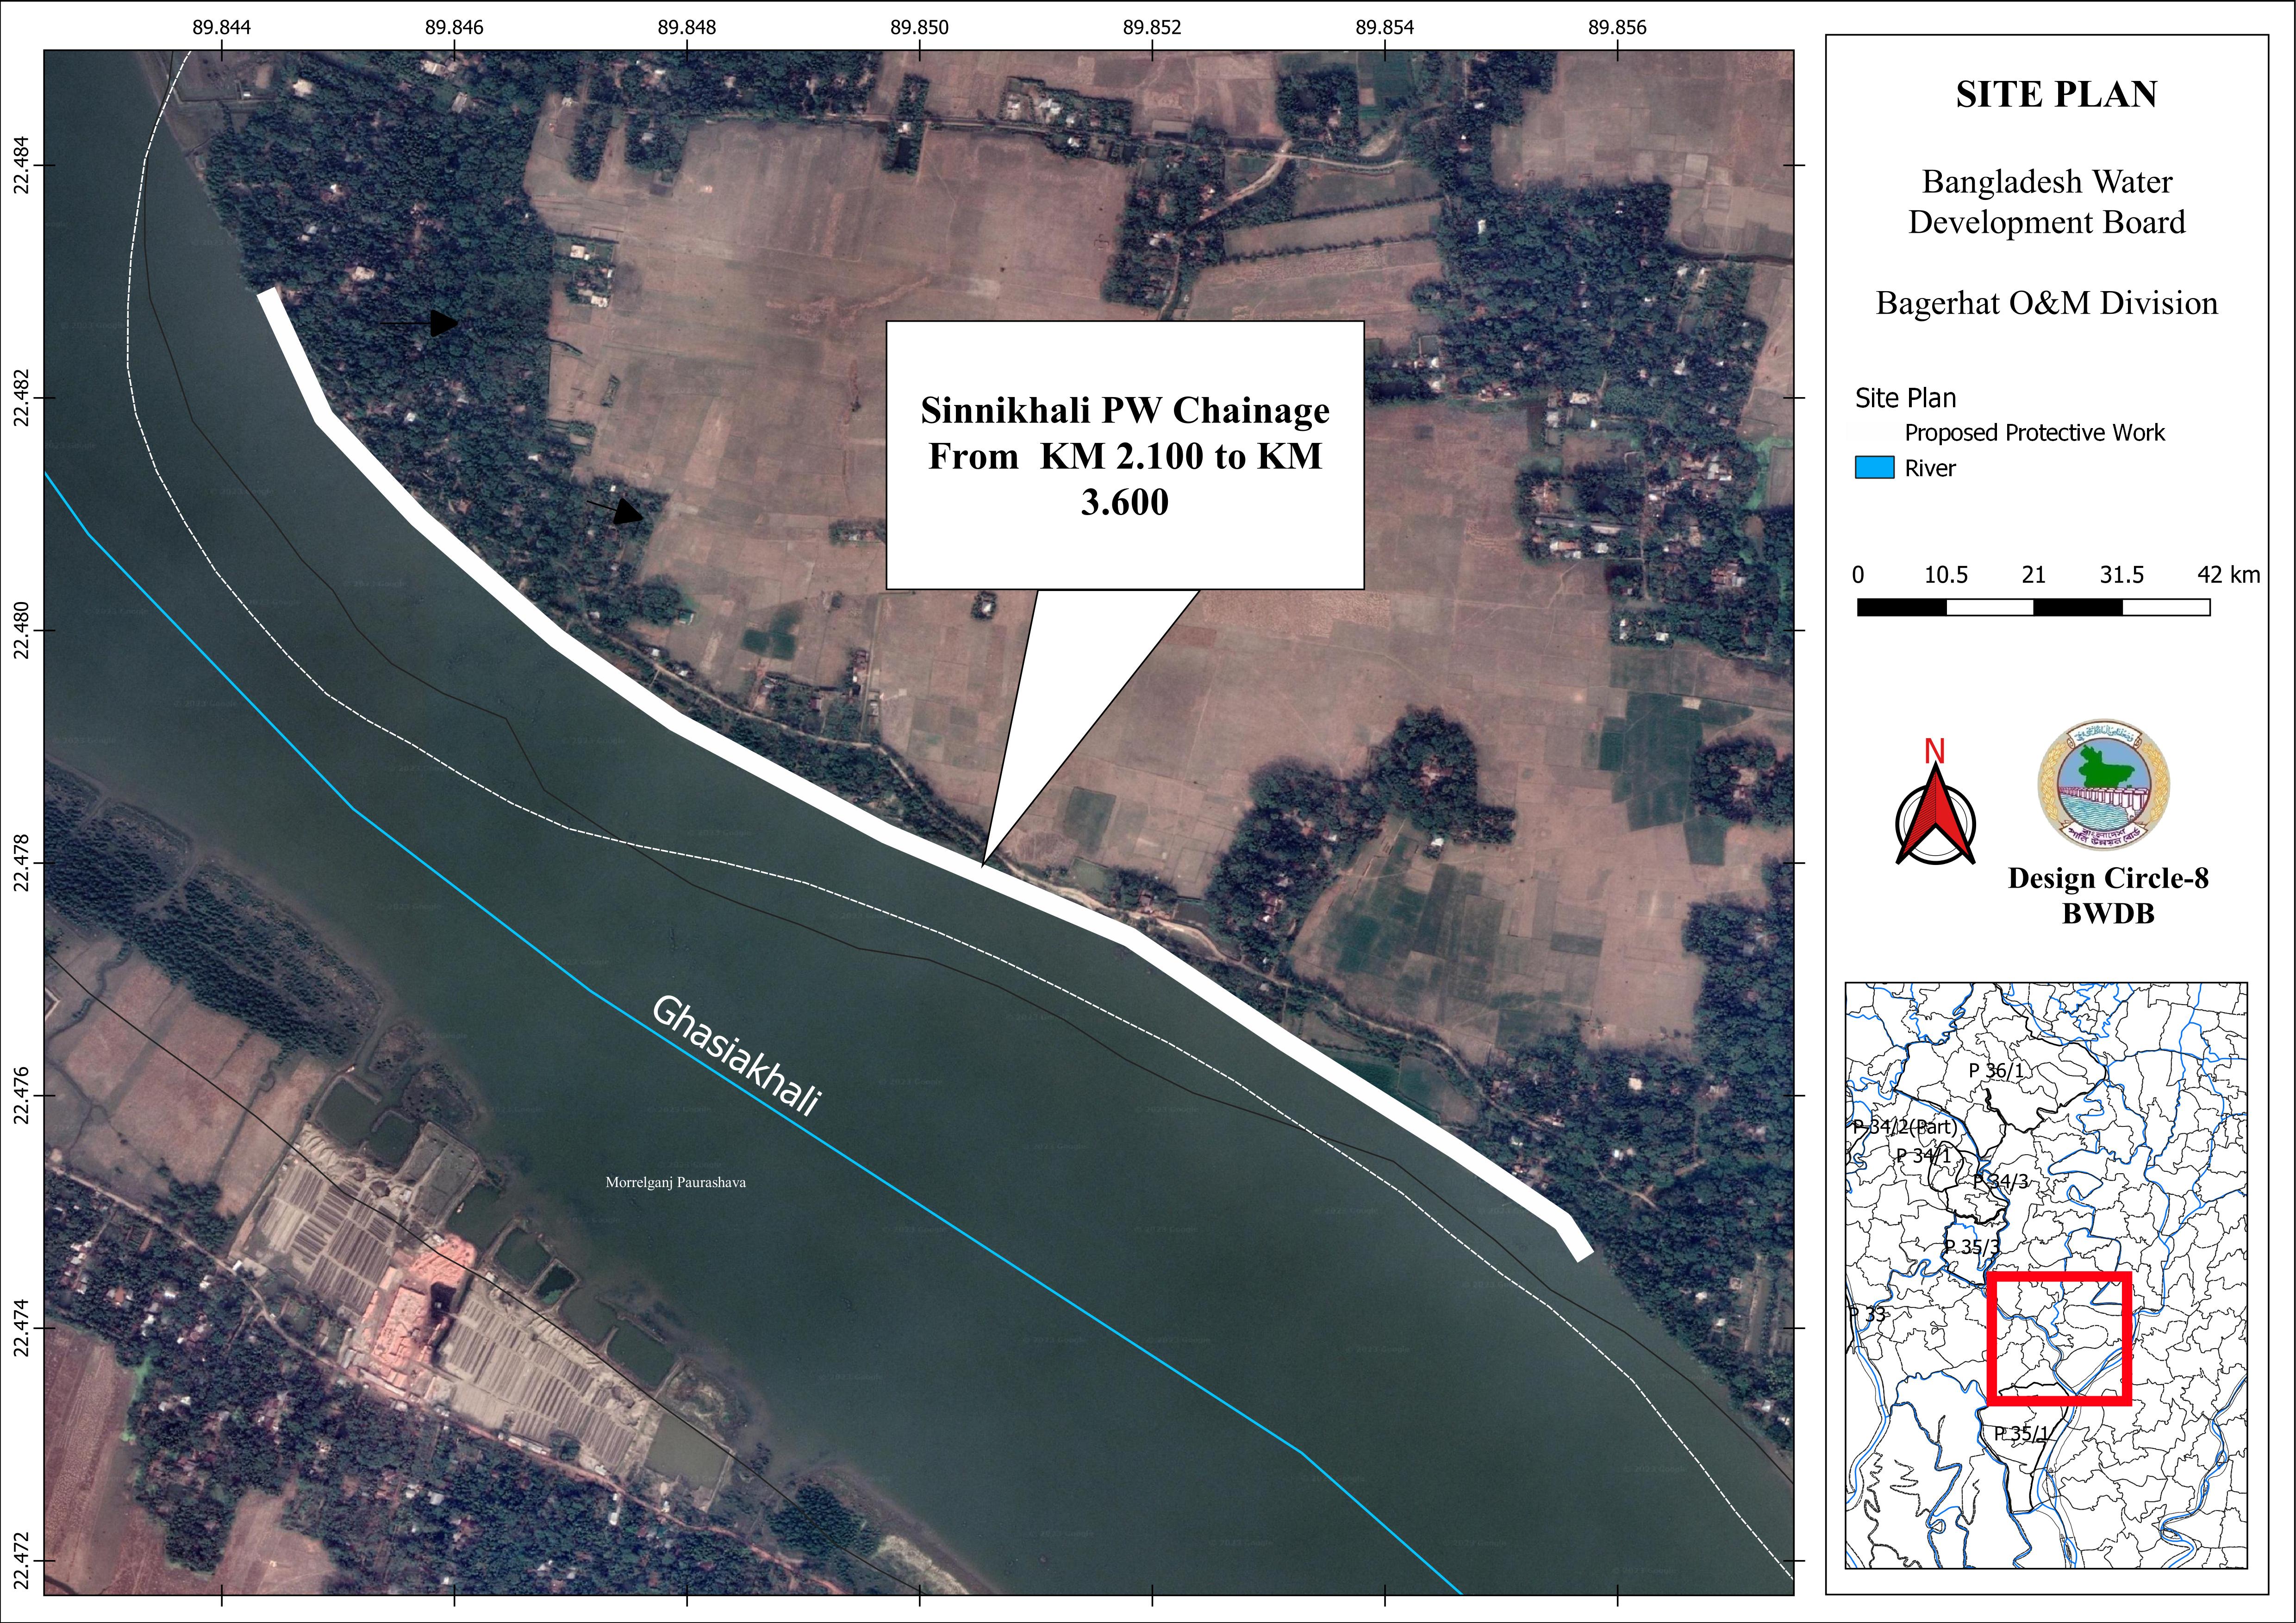 89.844 89.846 89.848 89.850 89.852 89.854 89.856
22.484
22.482
22.480
22.478
22.476
22.474
22.472
Sinnikhali PW Chainage
From KM 2.100 to KM
3.600
Ghasiakhali
Morrelganj Paurashava
SITE PLAN
Bangladesh Water
Development Board
Bagerhat O&M Division
Site Plan
Proposed Protective Work
River
0 10.5 21 31.5 42 km
N
Design Circle-8
BWDB
P 36/1
P 34/2(Part)
P 34/1
P 34/3
P 35/3
P 33
P 35/1